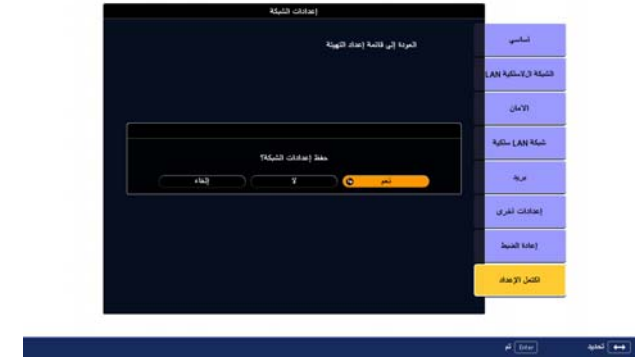 إعدادات الشبكة
العودة إلى قائمة إعداد التهيئة
أساسي
الشبكة اللاسلكية LAN
الأمان
شبكة LAN سلكية
بريد
إعدادات أخرى
إعادة الضبط
اكتمل الإعداد
حفظ إعدادات الشبكة؟
نعم
لا
إلغاء
تحديد
Enter تم